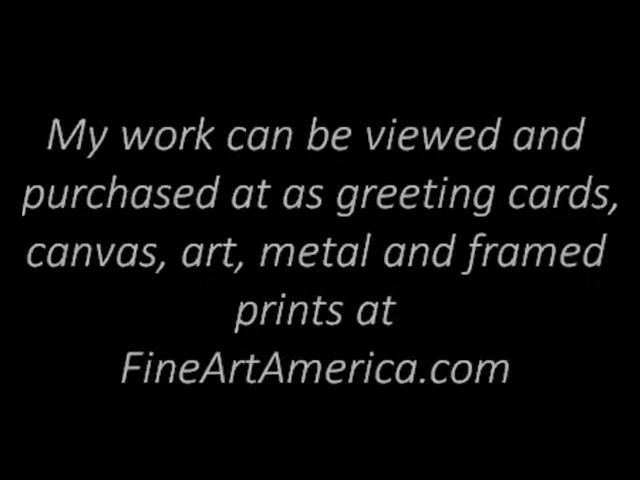 My work can be viewed and
purchased at as greeting cards,
canvas, art, metal and framed
prints at
FineArtAmerica.com